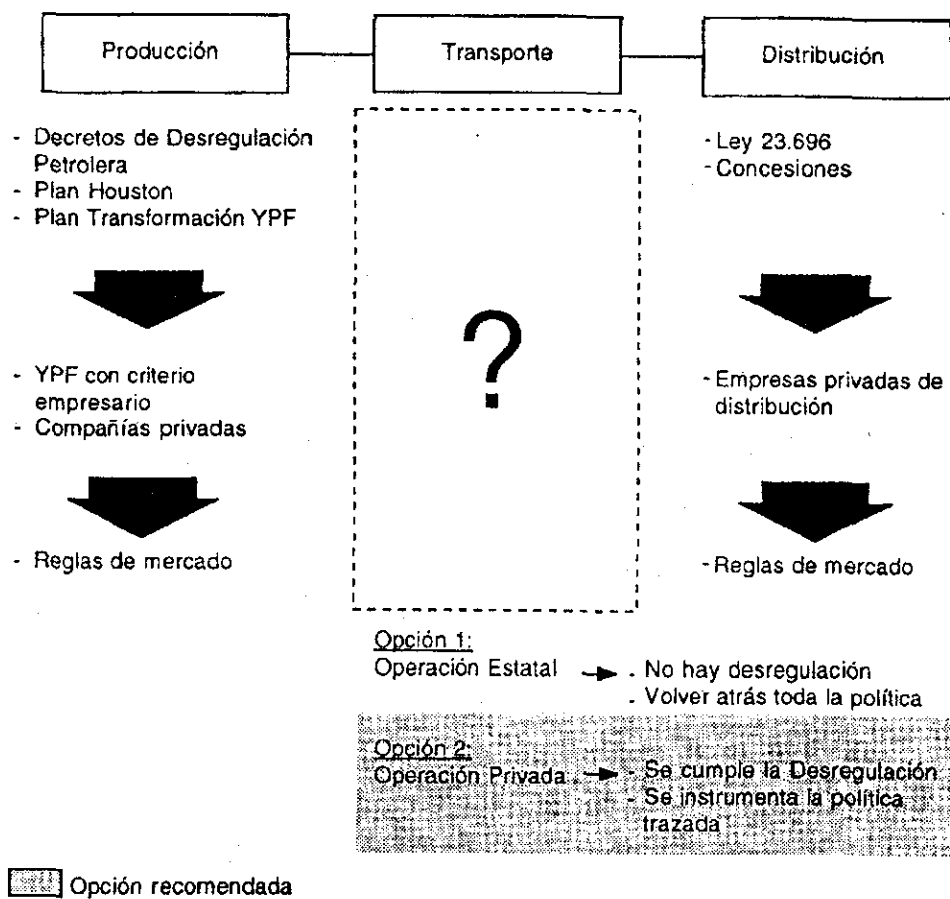 Producción
Transporte
Distribución
- Decretos de Desregulación
Petrolera
- Plan Houston
- Plan Transformación YPF
- YPF con criterio
empresario
- Compañías privadas
- Reglas de mercado
?
- Ley 23.696
- Concesiones
- Empresas privadas de
distribución
- Reglas de mercado
Opción 1:
Operación Estatal
. No hay desregulación
. Volver atrás toda la política
Opción 2:
Operación Privada
- Se cumple la Desregulación
- Se instrumenta la política
trazada
Opción recomendada